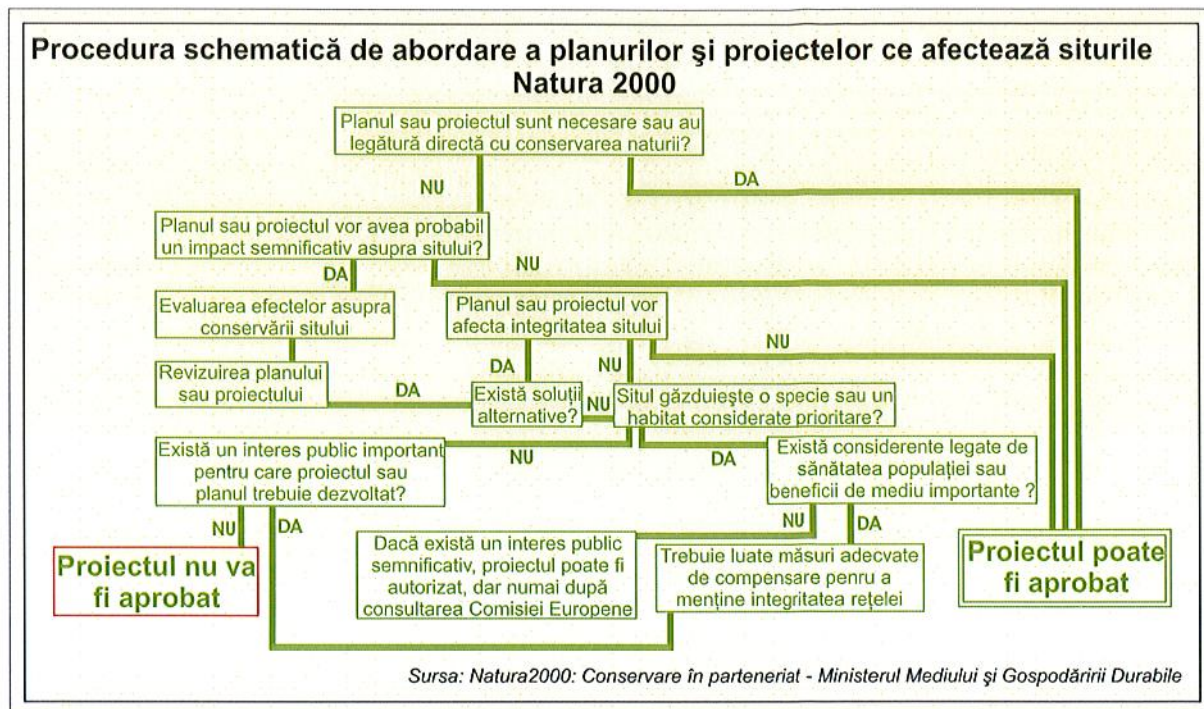 Procedura schematică de abordare a planurilor şi proiectelor ce afectează siturile
Natura 2000
Planul sau proiectul sunt necesare sau au
legătură directă cu conservarea naturii?
NU
DA
Planul sau proiectul vor avea probabil
un impact semnificativ asupra sitului?
DA
NU
Evaluarea efectelor asupra
conservării sitului
Planul sau proiectul vor
afecta integritatea sitului
NU
Revizuirea planului
sau proiectului
DA
DA
NU
Există soluţii
alternative?
NU
Situl găzduieşte o specie sau un
habitat considerate prioritare?
Există un interes public important
pentru care proiectul sau
planul trebuie dezvoltat?
NU
DA
Există considerente legate de
sănătatea populaţiei sau
beneficii de mediu importante ?
NU
DA
NU
DA
Proiectul nu va
fi aprobat
Dacă există un interes public
semnificativ, proiectul poate fi
autorizat, dar numai după
consultarea Comisiei Europene
Trebuie luate măsuri adecvate
de compensare penru a
menţine integritatea reţelei
Proiectul poate
fi aprobat
Sursa: Natura2000: Conservare în parteneriat - Ministerul Mediului şi Gospodăririi Durabile